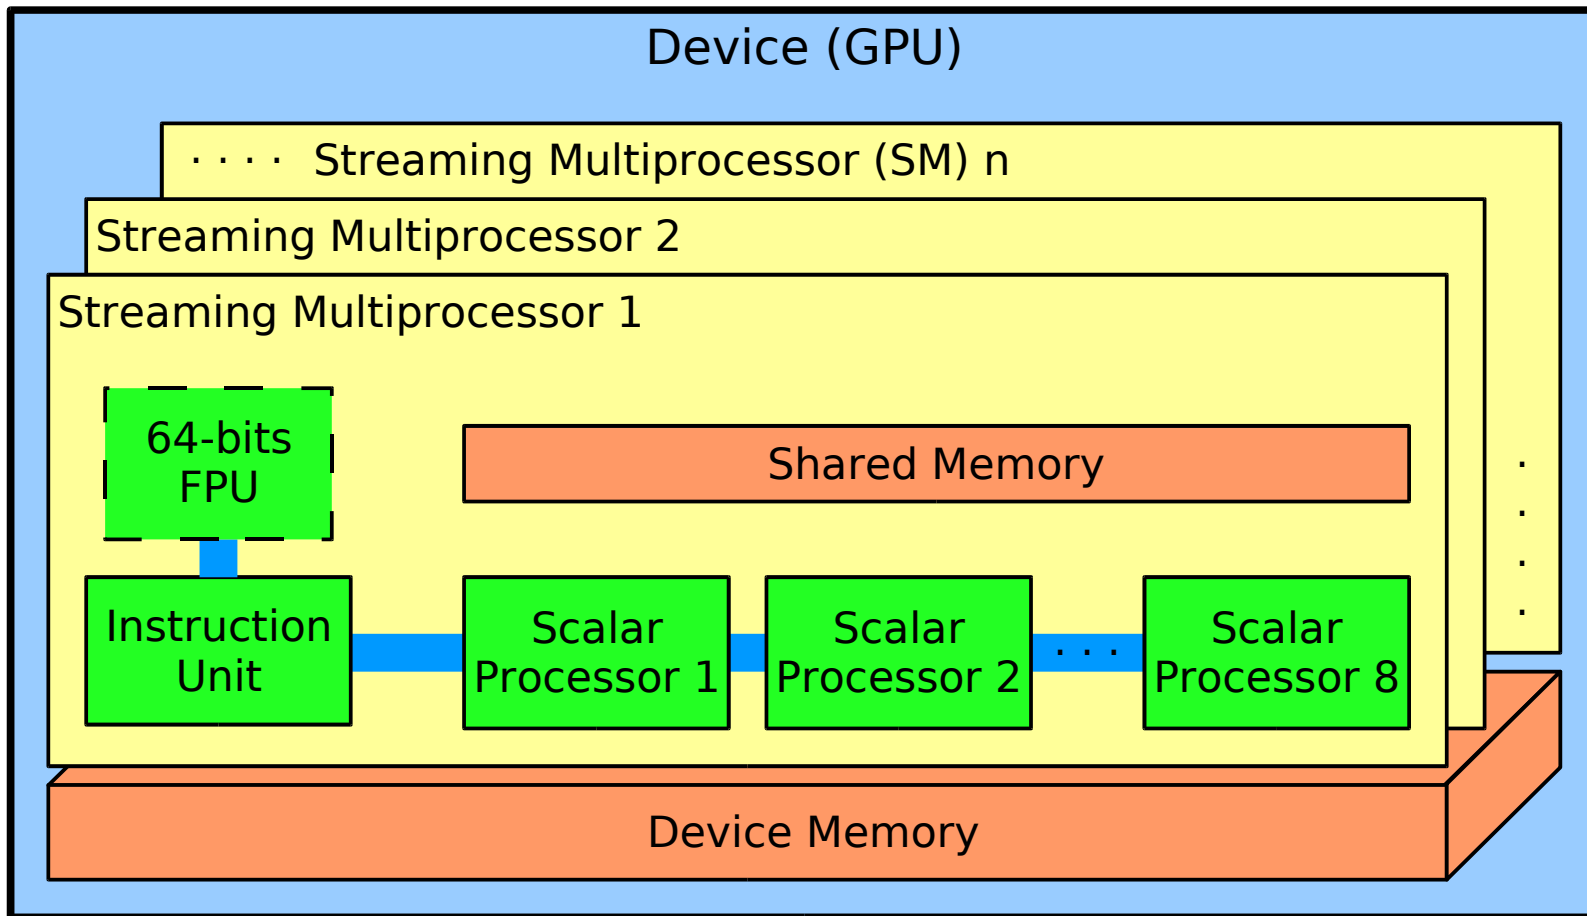 Device (GPU)
· · · · Streaming Multiprocessor (SM) n
Streaming Multiprocessor 2
Streaming Multiprocessor 1
64-bits
FPU
Shared Memory
Instruction
Unit
Scalar
Processor 1
Scalar
Processor 2
· · ·
Scalar
Processor 8
Device Memory